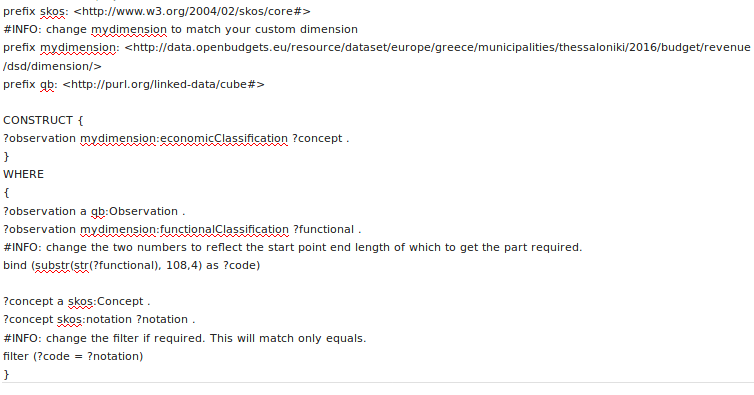 prefix skos: <http://www.w3.org/2004/02/skos/core#>
#INFO: change mydimension to match your custom dimension
prefix mydimension: <http://data.openbudgets.eu/resource/dataset/europe/greece/municipalities/thessaloniki/2016/budget/revenue
/dsd/dimension/>
prefix qb: <http://purl.org/linked-data/cube#>
CONSTRUCT {
?observation mydimension:economicClassification ?concept .
}
WHERE
{
?observation a qb:Observation .
?observation mydimension:functionalClassification ?functional .
#INFO: change the two numbers to reflect the start point end length of which to get the part required.
bind (substr(str(?functional), 108,4) as ?code)
?concept a skos:Concept .
?concept skos:notation ?notation .
#INFO: change the filter if required. This will match only equals.
filter (?code = ?notation)
}